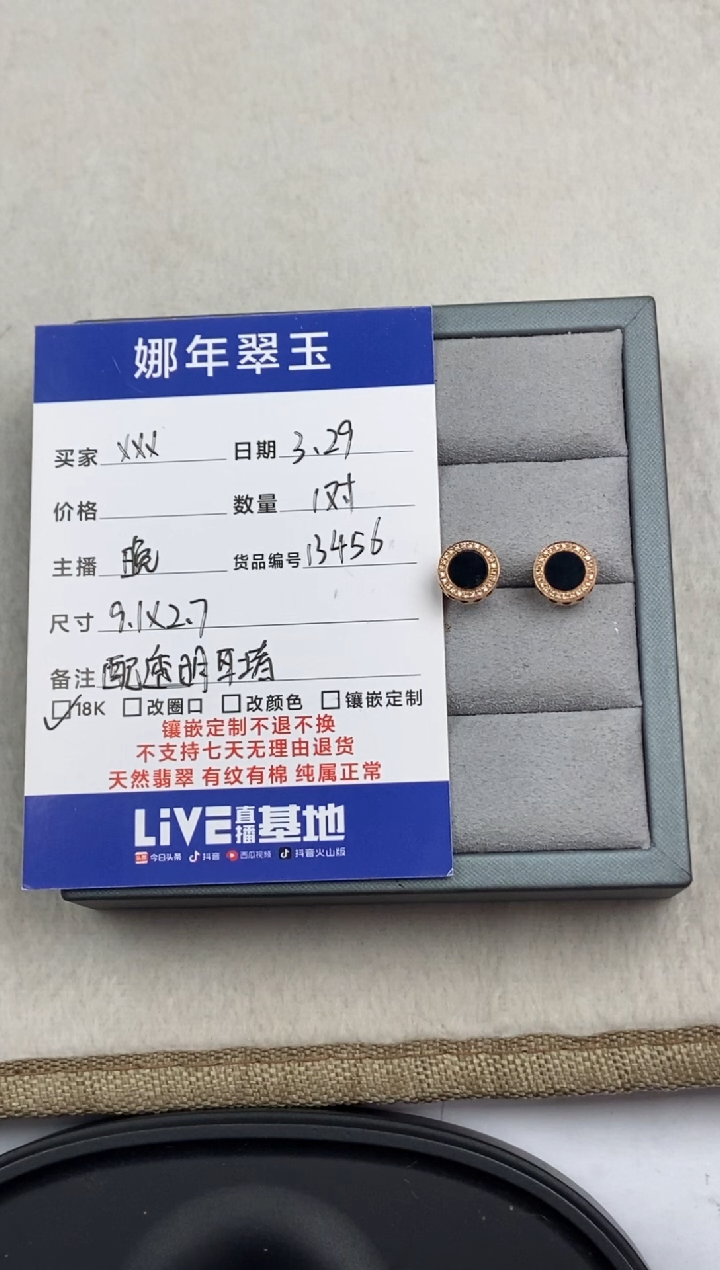 娜年翠玉
买家 XXX 日期 3.29
价格 数量 1对
主播 晚 货品编号 13456
尺寸 9.1X2.7
备注 配透明耳堵
18K 改圈口 改颜色 镶嵌定制
镶嵌定制不退不换
不支持七天无理由退货
天然翡翠 有纹有棉 纯属正常
LiVE直播基地
头条 今日头条 抖音 西瓜视频 抖音火山版